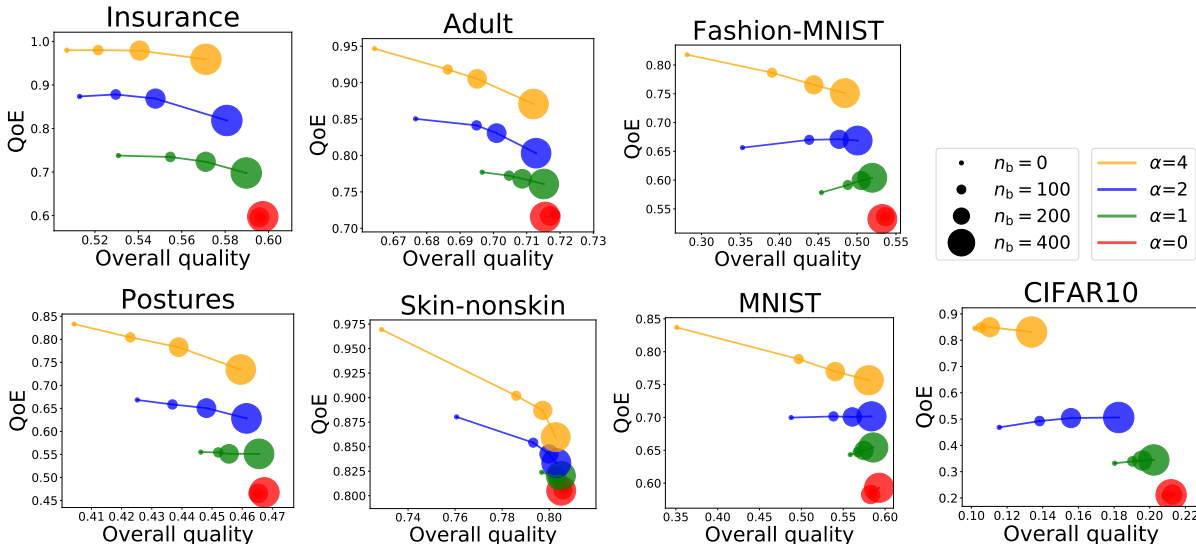 Insurance
QoE
1.0
0.9
0.8
0.7
0.6
0.52 0.54 0.56 0.58 0.60
Overall quality
Adult
QoE
0.95
0.90
0.85
0.80
0.75
0.70
0.67 0.68 0.69 0.70 0.71 0.72 0.73
Overall quality
Fashion-MNIST
QoE
0.80
0.75
0.70
0.65
0.60
0.55
0.30 0.35 0.40 0.45 0.50 0.55
Overall quality
n_b = 0
n_b = 100
n_b = 200
n_b = 400
α=4
α=2
α=1
α=0
Postures
QoE
0.85
0.80
0.75
0.70
0.65
0.60
0.55
0.50
0.45
0.41 0.42 0.43 0.44 0.45 0.46 0.47
Overall quality
Skin-nonskin
QoE
0.975
0.950
0.925
0.900
0.875
0.850
0.825
0.800
0.74 0.76 0.78 0.80
Overall quality
MNIST
QoE
0.85
0.80
0.75
0.70
0.65
0.60
0.35 0.40 0.45 0.50 0.55 0.60
Overall quality
CIFAR10
QoE
0.9
0.8
0.7
0.6
0.5
0.4
0.3
0.2
0.10 0.12 0.14 0.16 0.18 0.20 0.22
Overall quality